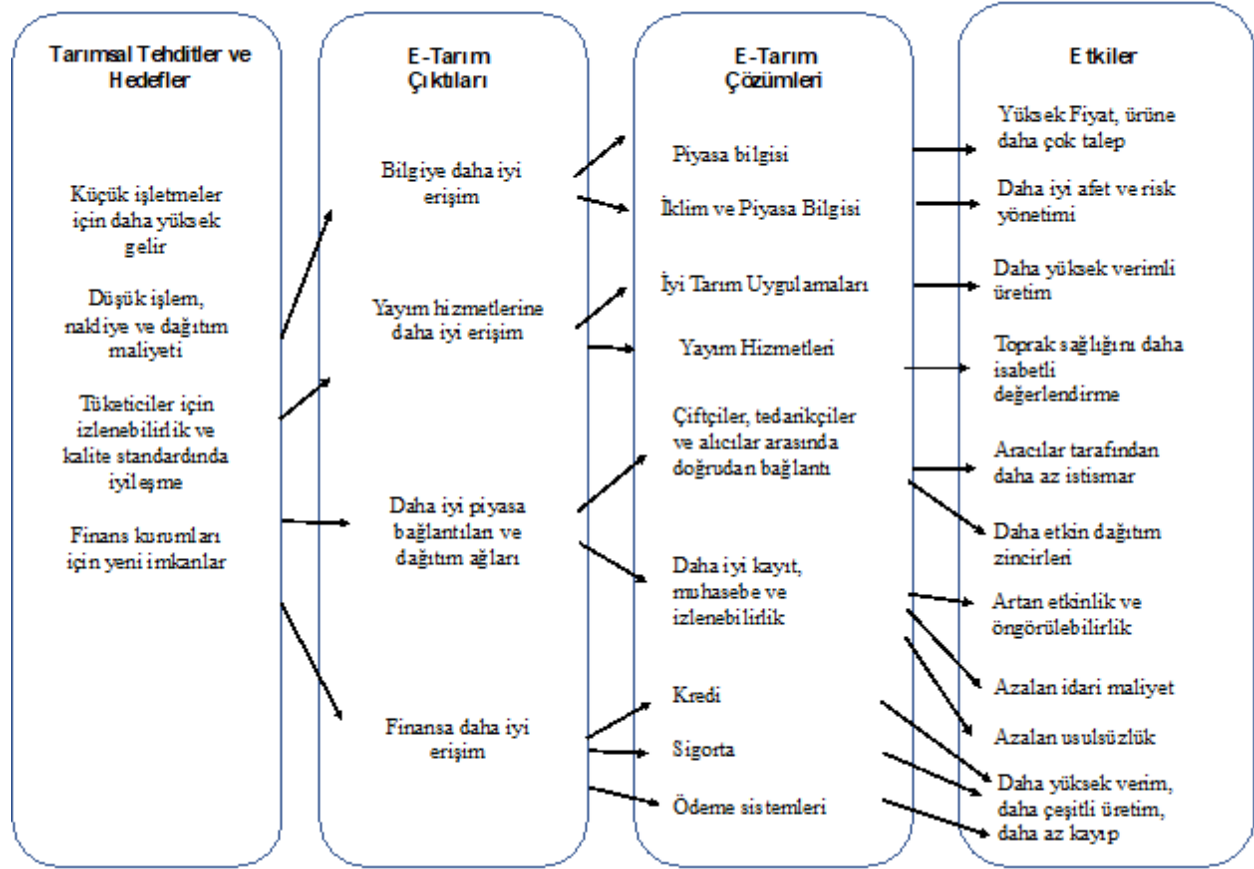 Tarımsal Tehditler ve
Hedefler
Küçük işletmeler
için daha yüksek
gelir
Düşük işlem,
nakliye ve dağıtım
maliyeti
Tüketiciler için
izlenebilirlik ve
kalite standardında
iyileşme
Finans kurumları
için yeni imkanlar
E-Tarım
Çıktıları
Bilgiye daha iyi
erişim
Yayım hizmetlerine
daha iyi erişim
Daha iyi piyasa
bağlantıları ve
dağıtım ağları
Finansa daha iyi
erişim
E-Tarım
Çözümleri
Piyasa bilgisi
İklim ve Piyasa Bilgisi
İyi Tarım Uygulamaları
Yayım Hizmetleri
Çiftçiler, tedarikçiler
ve alıcılar arasında
doğrudan bağlantı
Daha iyi kayıt,
muhasebe ve
izlenebilirlik
Kredi
Sigorta
Ödeme sistemleri
Etkiler
Yüksek Fiyat, ürüne
daha çok talep
Daha iyi afet ve risk
yönetimi
Daha yüksek verimli
üretim
Toprak sağlığını daha
isabetli
değerlendirme
Aracılar tarafından
daha az istismar
Daha etkin dağıtım
zincirleri
Artan etkinlik ve
öngörülebilirlik
Azalan idari maliyet
Azalan usulsüzlük
Daha yüksek verim,
daha çeşitli üretim,
daha az kayıp